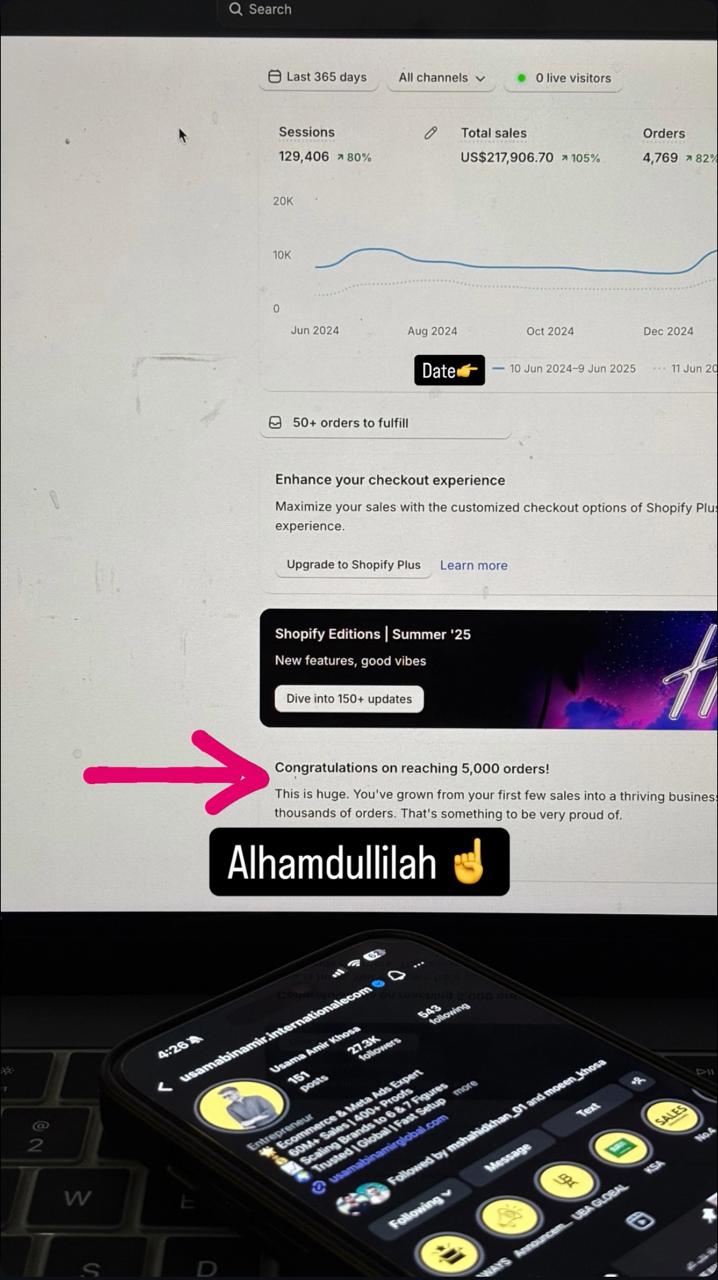 Search
Last 365 days
All channels
0 live visitors
Sessions
129,406 ↗ 80%
Total sales
US$217,906.70 ↗ 105%
Orders
4,769 ↗ 82%
20K
10K
0
Jun 2024
Aug 2024
Oct 2024
Dec 2024
Date👉
10 Jun 2024–9 Jun 2025
11 Jun 20
50+ orders to fulfill
Enhance your checkout experience
Maximize your sales with the customized checkout options of Shopify Plus
experience.
Upgrade to Shopify Plus
Learn more
Shopify Editions | Summer '25
New features, good vibes
Dive into 150+ updates
Congratulations on reaching 5,000 orders!
This is huge. You've grown from your first few sales into a thriving business
thousands of orders. That's something to be very proud of.
Alhamdullilah ☝️
4:26
usamabinamir.internationalecom
Usama Amir Khosa
151
posts
27.3K
followers
543
following
Entrepreneur
Ecommerce & Meta Ads Expert
60M+ Sales | 400+ Proofs
Scaling Brands to 6 & 7 Figures
Trusted | Global | Fast Setup more
usamabinamirglobal.com
Followed by mshahidkhan_01 and moeen_khosa
Following
Message
Text
SALES
WAYS
Announcem...
UBA GLOBAL
KSA
No.A
@
2
W
E
S
D